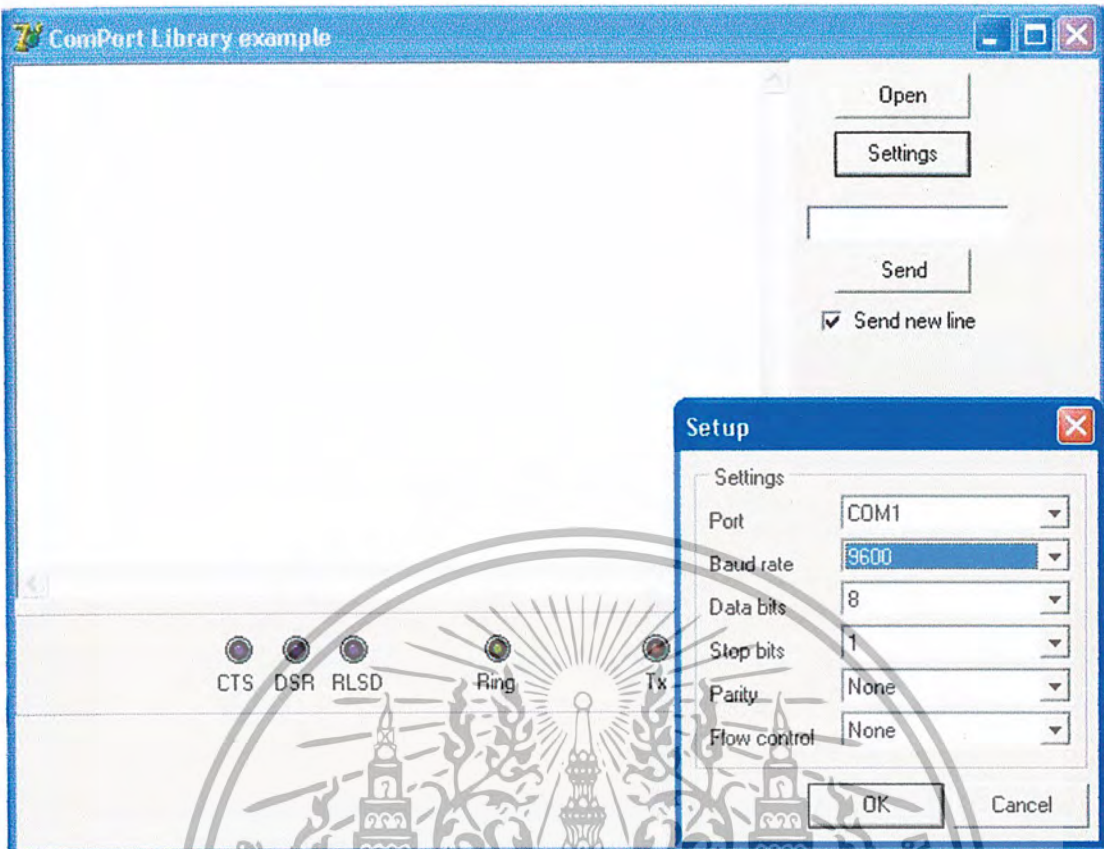 ComPort Library example
Open
Settings
Send
Send new line
Setup
Settings
Port COM1
Baud rate 9600
Data bits 8
Stop bits 1
Parity None
Flow control None
OK Cancel
CTS DSR RLSD Ring Tx